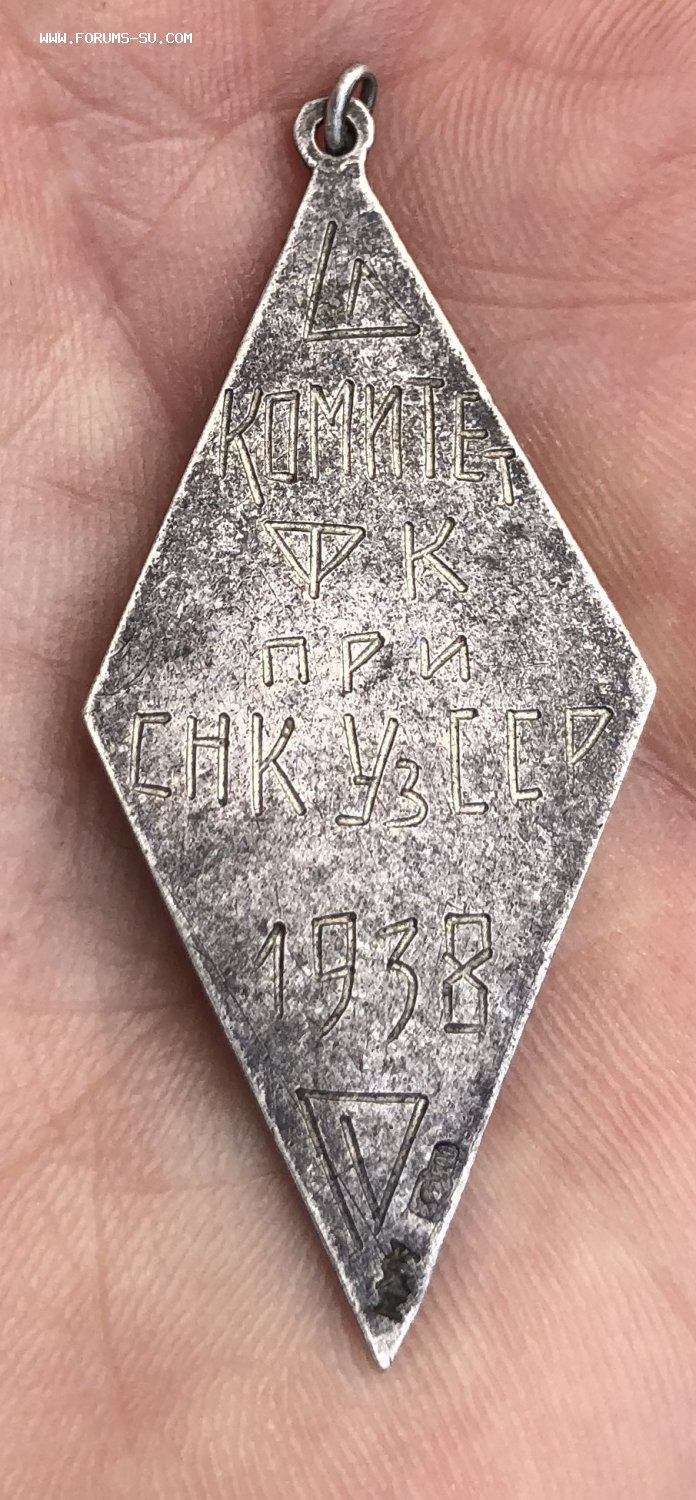 WWW.FORUMS-SU.COM
КОМИТЕТ
ФК
ПРИ
СНК УзССР
1938